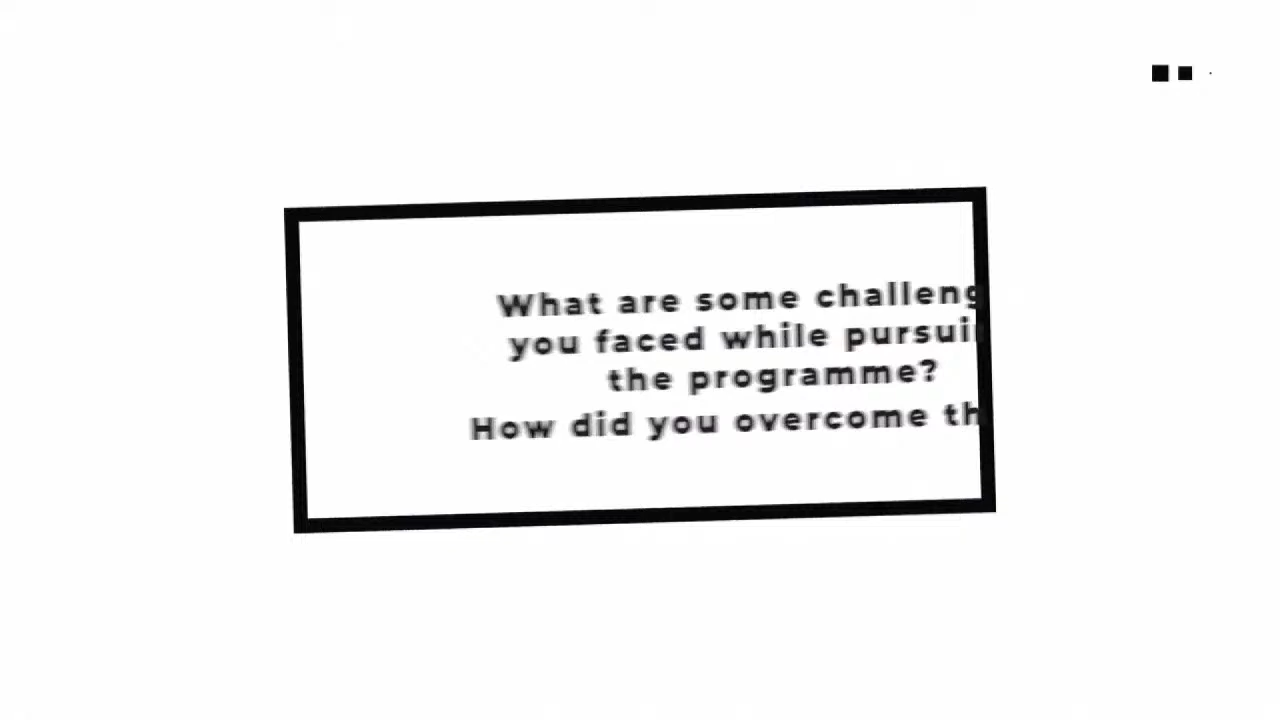 What are some challeng
you faced while pursui
the programme?
How did you overcome th